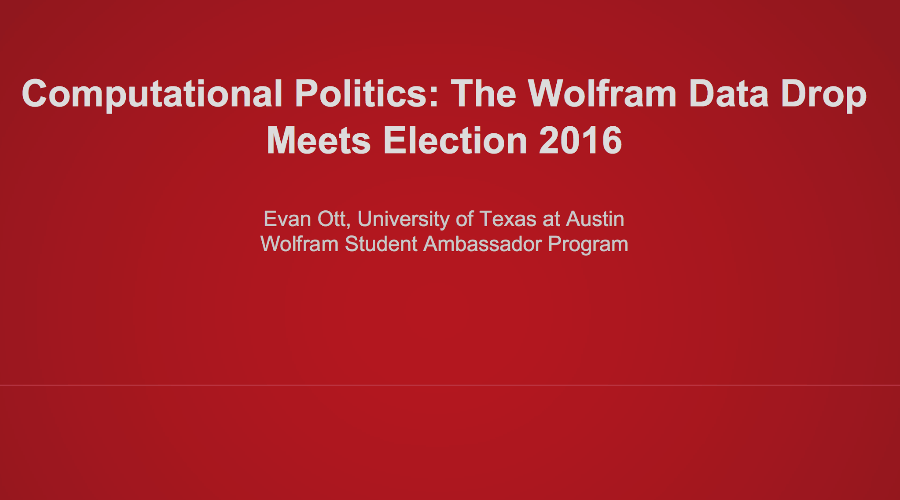 Computational Politics: The Wolfram Data Drop
Meets Election 2016
Evan Ott, University of Texas at Austin
Wolfram Student Ambassador Program